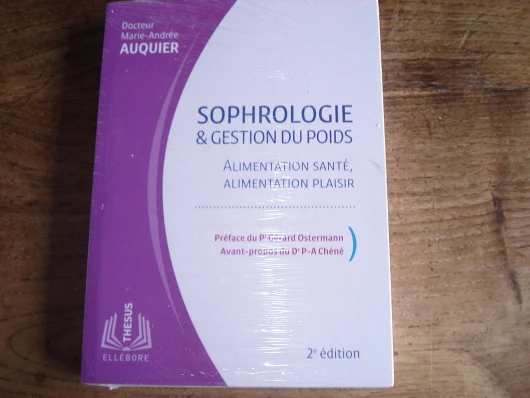 Docteur
Marie-Andrée
AUQUIER
SOPHROLOGIE
& GESTION DU POIDS
ALIMENTATION SANTÉ,
ALIMENTATION PLAISIR
Préface du Pr Gérard Ostermann
Avant-propos du Dr P-A Chéné
THESUS
ELLÉBORE
2e édition